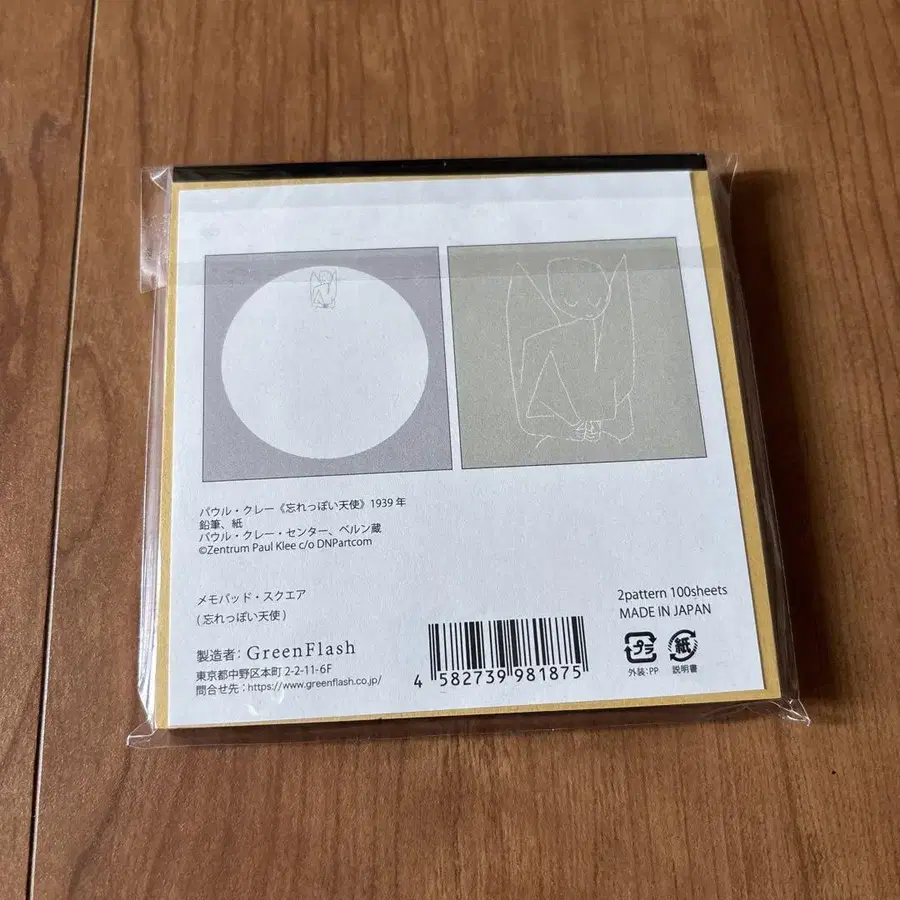 パウル・クレー《忘れっぽい天使》1939 年
鉛筆、紙
パウル・クレー・センター、ベルン蔵
©Zentrum Paul Klee c/o DNPartcom
メモパッド・スクエア
( 忘れっぽい天使 )
2pattern 100sheets
MADE IN JAPAN
製造者: GreenFlash
東京都中野区本町 2-2-11-6F
問合せ先：https://www.greenflash.co.jp/
4 582739 981875
プラ
外装:PP
紙
説明書